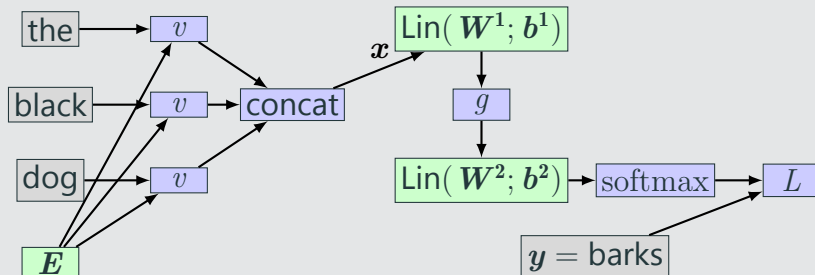 the
v
Lin(W¹; b¹)
x
black
v
concat
g
dog
v
Lin(W²; b²)
softmax
L
E
y = barks